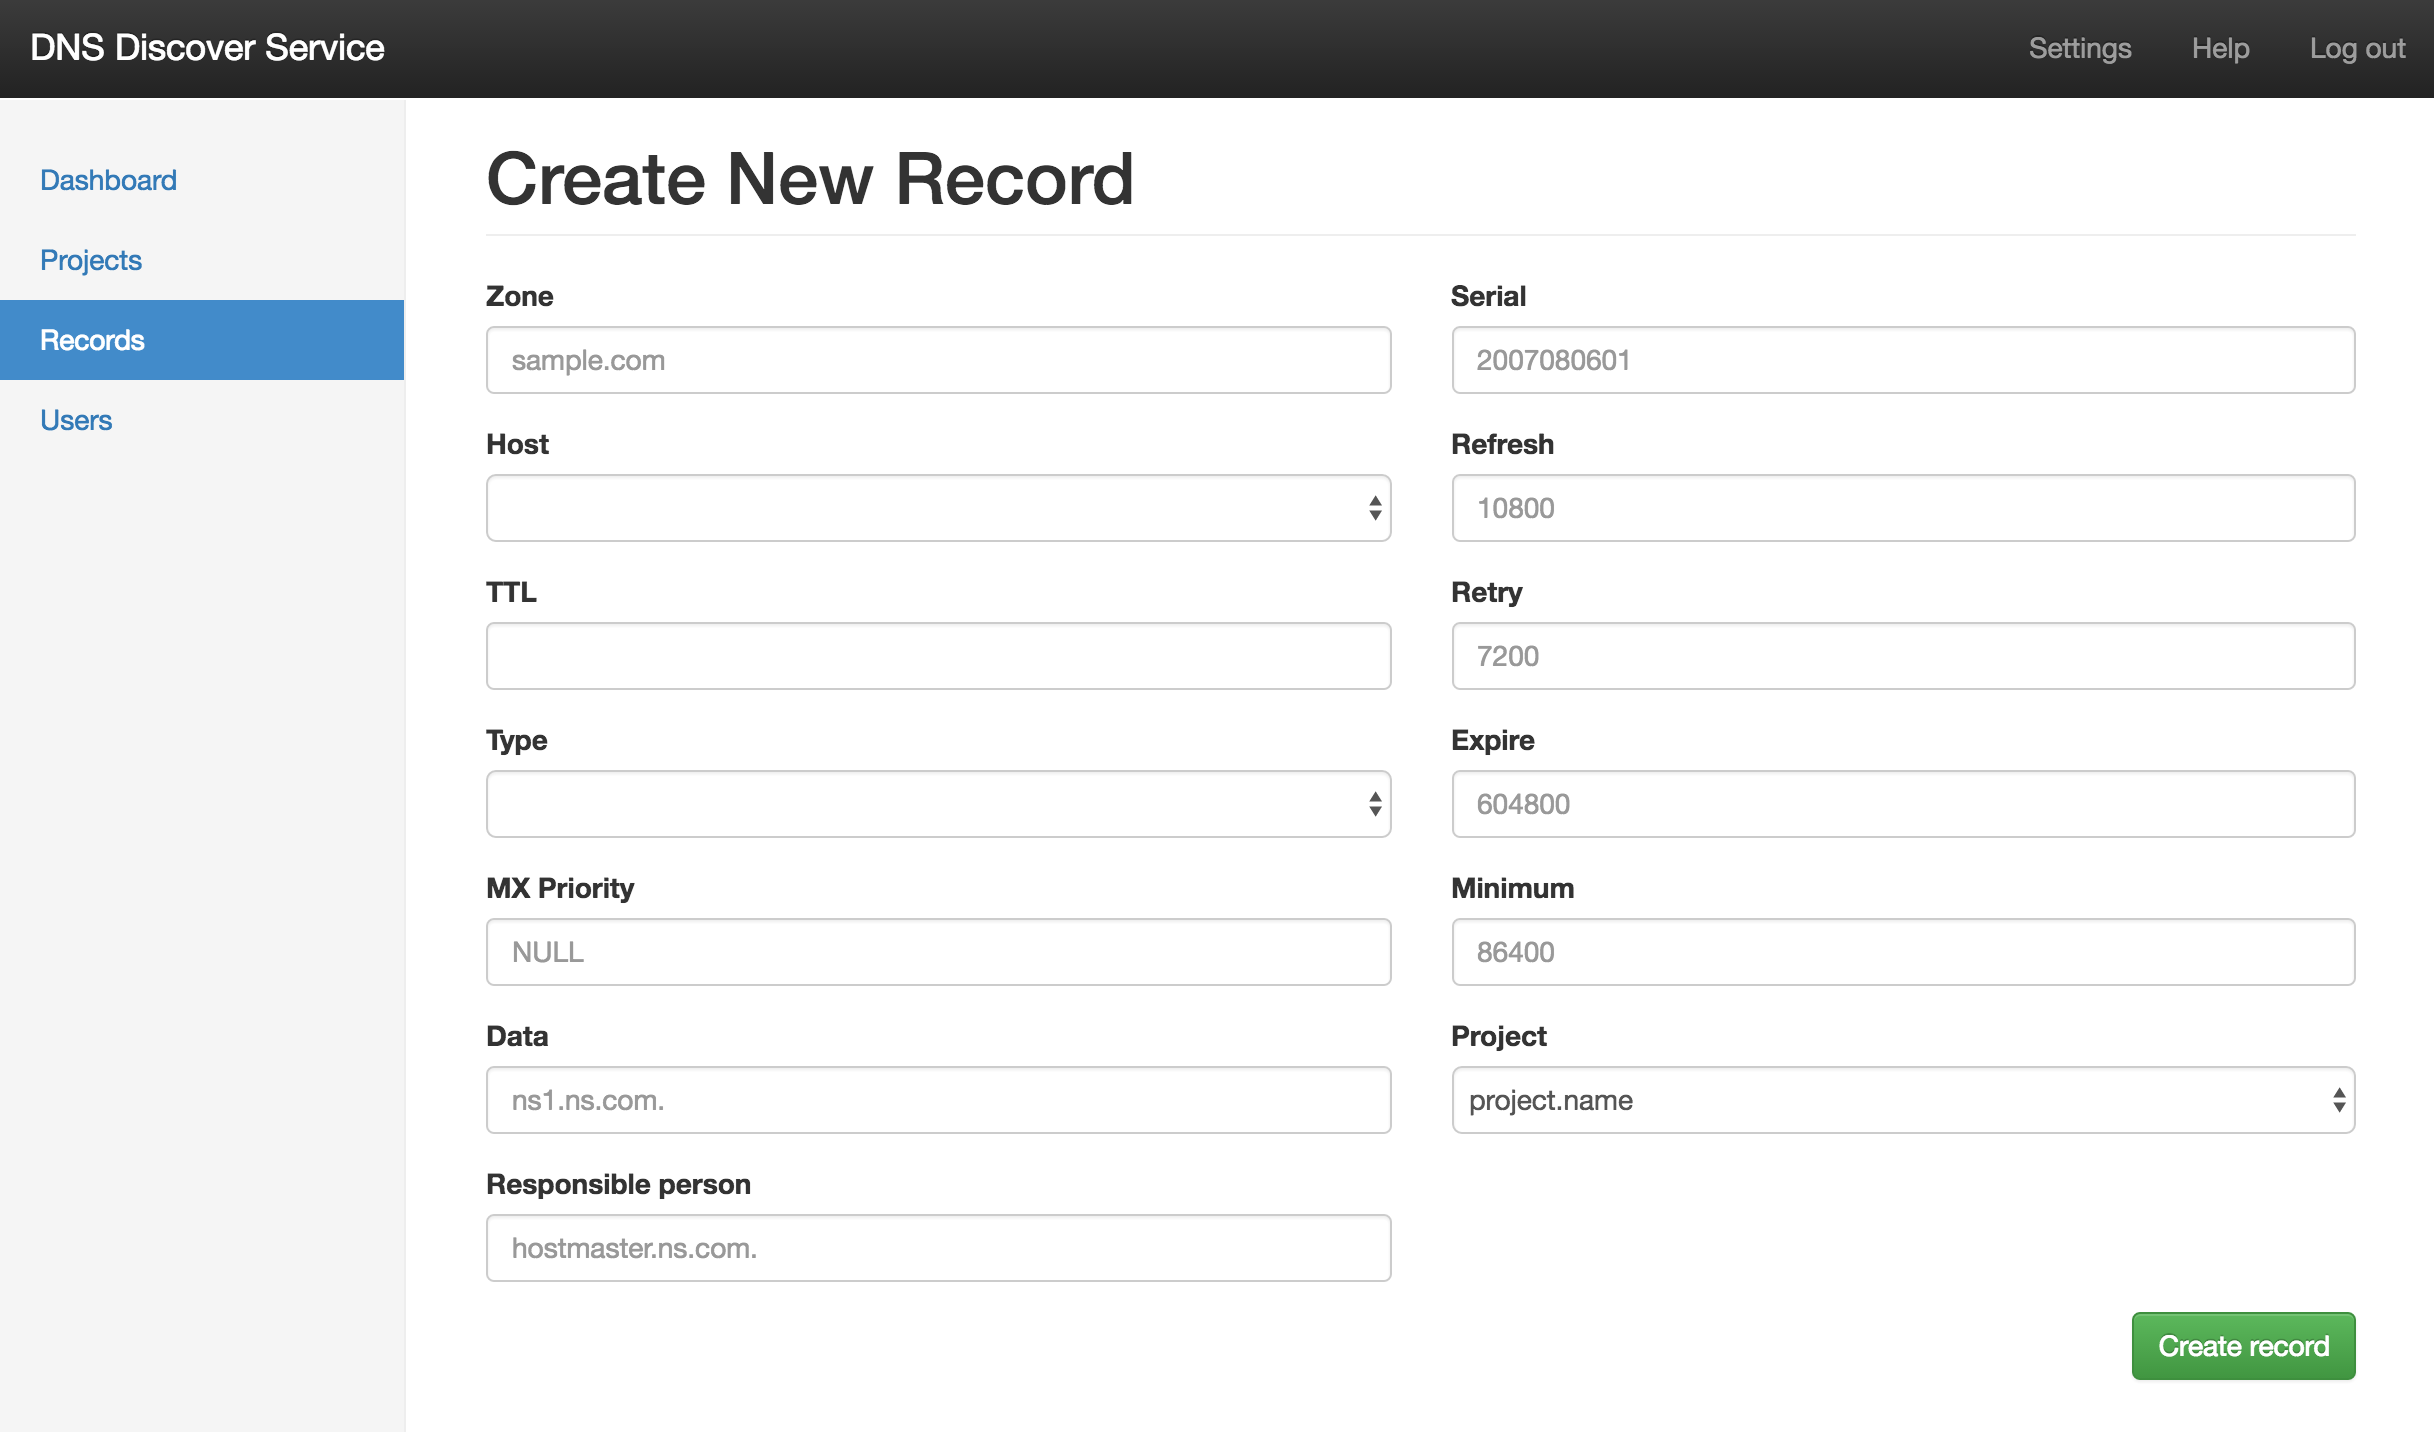 DNS Discover Service
Settings
Help
Log out
Dashboard
Projects
Records
Users
Create New Record
Zone
sample.com
Host
TTL
Type
MX Priority
NULL
Data
ns1.ns.com.
Responsible person
hostmaster.ns.com.
Serial
2007080601
Refresh
10800
Retry
7200
Expire
604800
Minimum
86400
Project
project.name
Create record